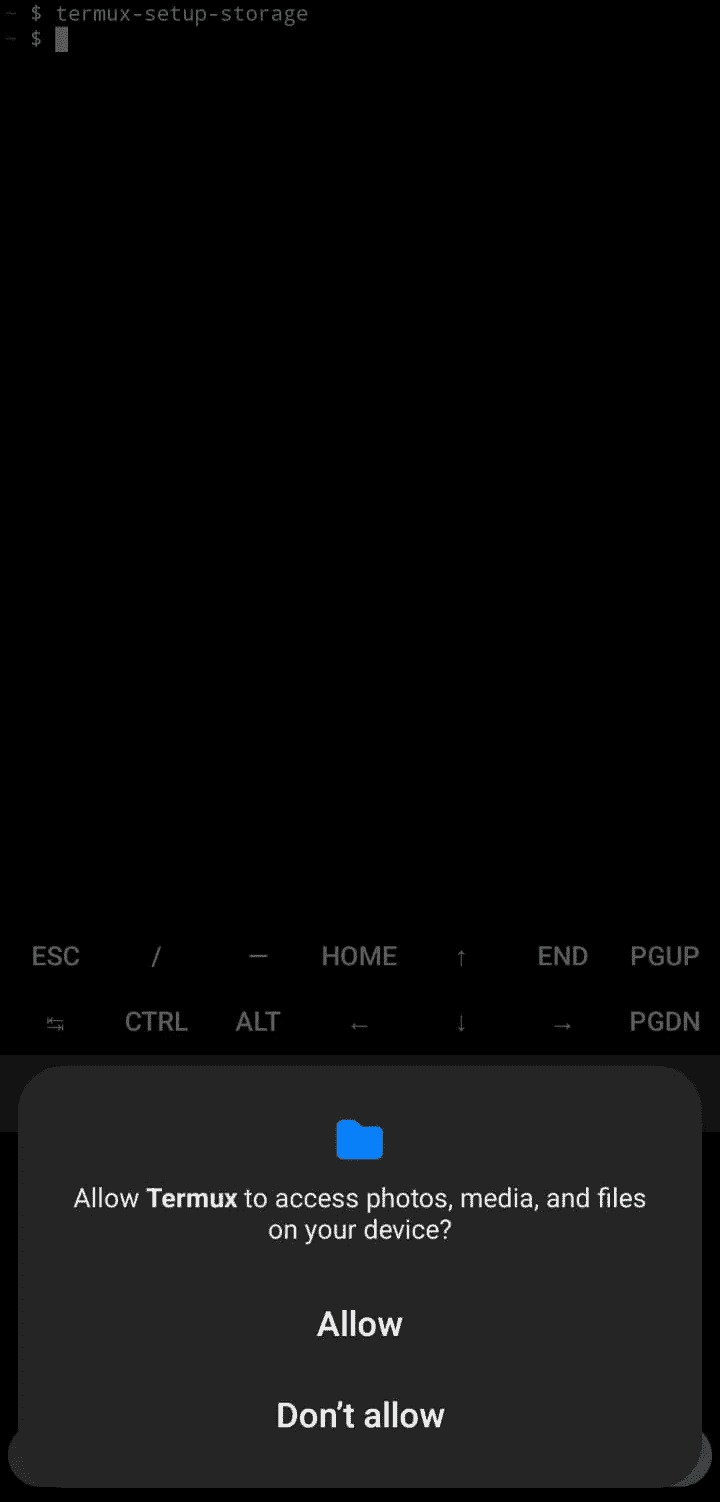 ~ $ termux-setup-storage
~ $
ESC / — HOME ↑ END PGUP
↹ CTRL ALT ← ↓ → PGDN
Allow Termux to access photos, media, and files
on your device?
Allow
Don’t allow